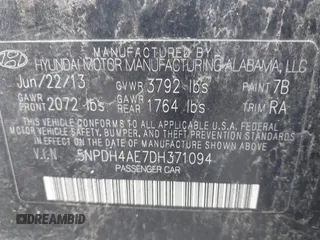 HYUNDAI MOTOR MANUFACTURING ALABAMA, LLC
Jun/22/13 GVWR 3792 lbs PAINT 7B
GAWR FRONT 2072 lbs GAWR REAR 1764 lbs TRIM RA
THIS VEHICLE CONFORMS TO ALL APPLICABLE U.S. FEDERAL
MOTOR VEHICLE SAFETY, BUMPER, AND THEFT PREVENTION
STANDARDS IN EFFECT ON THE DATE OF MANUFACTURE
SHOWN ABOVE.
V.I.N. 5NPDH4AE7DH371094
PASSENGER CAR
DREAMBID